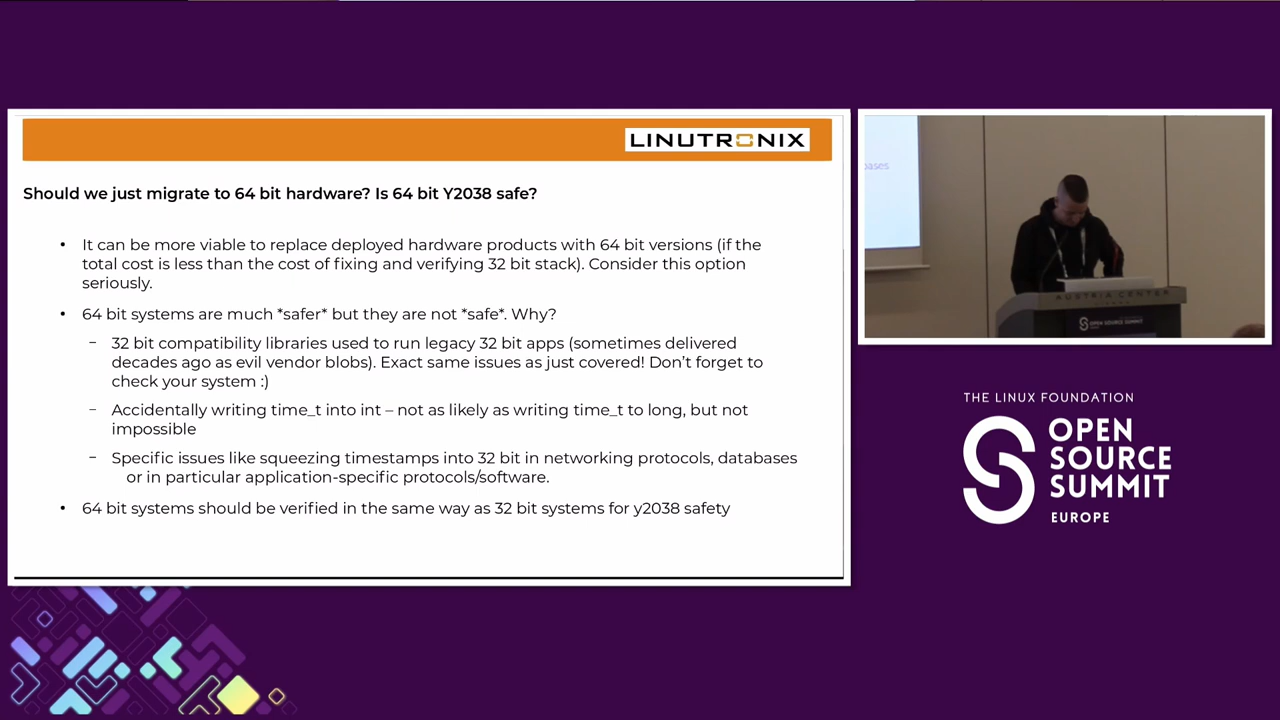 LINUTRONIX
Should we just migrate to 64 bit hardware? Is 64 bit Y2038 safe?
• It can be more viable to replace deployed hardware products with 64 bit versions (if the
total cost is less than the cost of fixing and verifying 32 bit stack). Consider this option
seriously.
• 64 bit systems are much *safer* but they are not *safe*. Why?
– 32 bit compatibility libraries used to run legacy 32 bit apps (sometimes delivered
decades ago as evil vendor blobs). Exact same issues as just covered! Don’t forget to
check your system :)
– Accidentally writing time_t into int – not as likely as writing time_t to long, but not
impossible
– Specific issues like squeezing timestamps into 32 bit in networking protocols, databases
or in particular application-specific protocols/software.
• 64 bit systems should be verified in the same way as 32 bit systems for y2038 safety
AUSTRIA CENTER
OPEN SOURCE SUMMIT
THE LINUX FOUNDATION
OPEN
SOURCE
SUMMIT
EUROPE